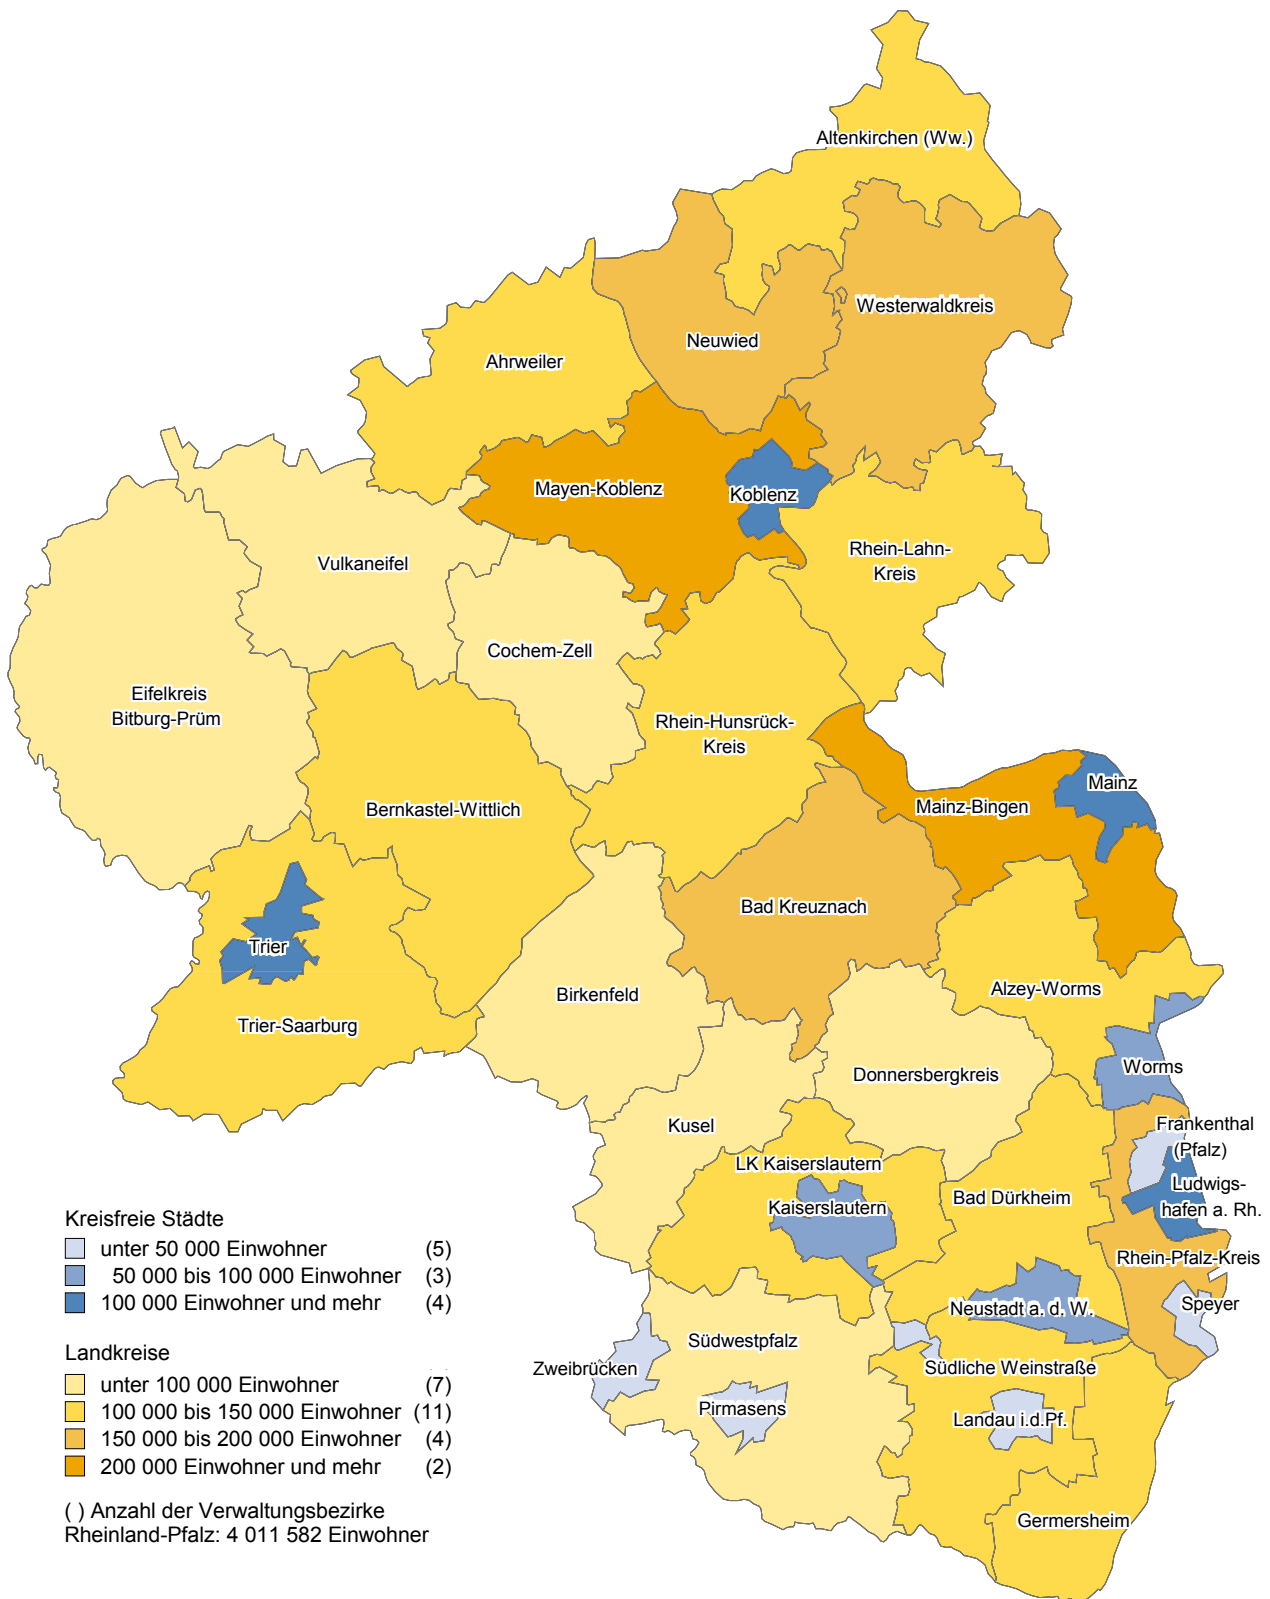 Altenkirchen (Ww.)
Westerwaldkreis
Neuwied
Ahrweiler
Mayen-Koblenz
Koblenz
Rhein-Lahn-
Kreis
Vulkaneifel
Cochem-Zell
Eifelkreis
Bitburg-Prüm
Rhein-Hunsrück-
Kreis
Mainz
Mainz-Bingen
Bernkastel-Wittlich
Bad Kreuznach
Trier
Birkenfeld
Alzey-Worms
Trier-Saarburg
Worms
Donnersbergkreis
Kusel
Frankenthal
(Pfalz)
LK Kaiserslautern
Ludwigs-
hafen a. Rh.
Bad Dürkheim
Kaiserslautern
Rhein-Pfalz-Kreis
Speyer
Neustadt a. d. W.
Südwestpfalz
Zweibrücken
Südliche Weinstraße
Pirmasens
Landau i.d.Pf.
Germersheim
Kreisfreie Städte
unter 50 000 Einwohner (5)
50 000 bis 100 000 Einwohner (3)
100 000 Einwohner und mehr (4)
Landkreise
unter 100 000 Einwohner (7)
100 000 bis 150 000 Einwohner (11)
150 000 bis 200 000 Einwohner (4)
200 000 Einwohner und mehr (2)
( ) Anzahl der Verwaltungsbezirke
Rheinland-Pfalz: 4 011 582 Einwohner